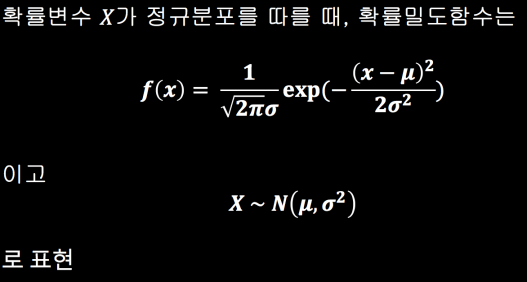 확률변수 X가 정규분포를 따를 때, 확률밀도함수는
f(x) = 1/(√2π σ) exp(−(x − μ)²/(2σ²))
이고
X ~ N(μ, σ²)
로 표현